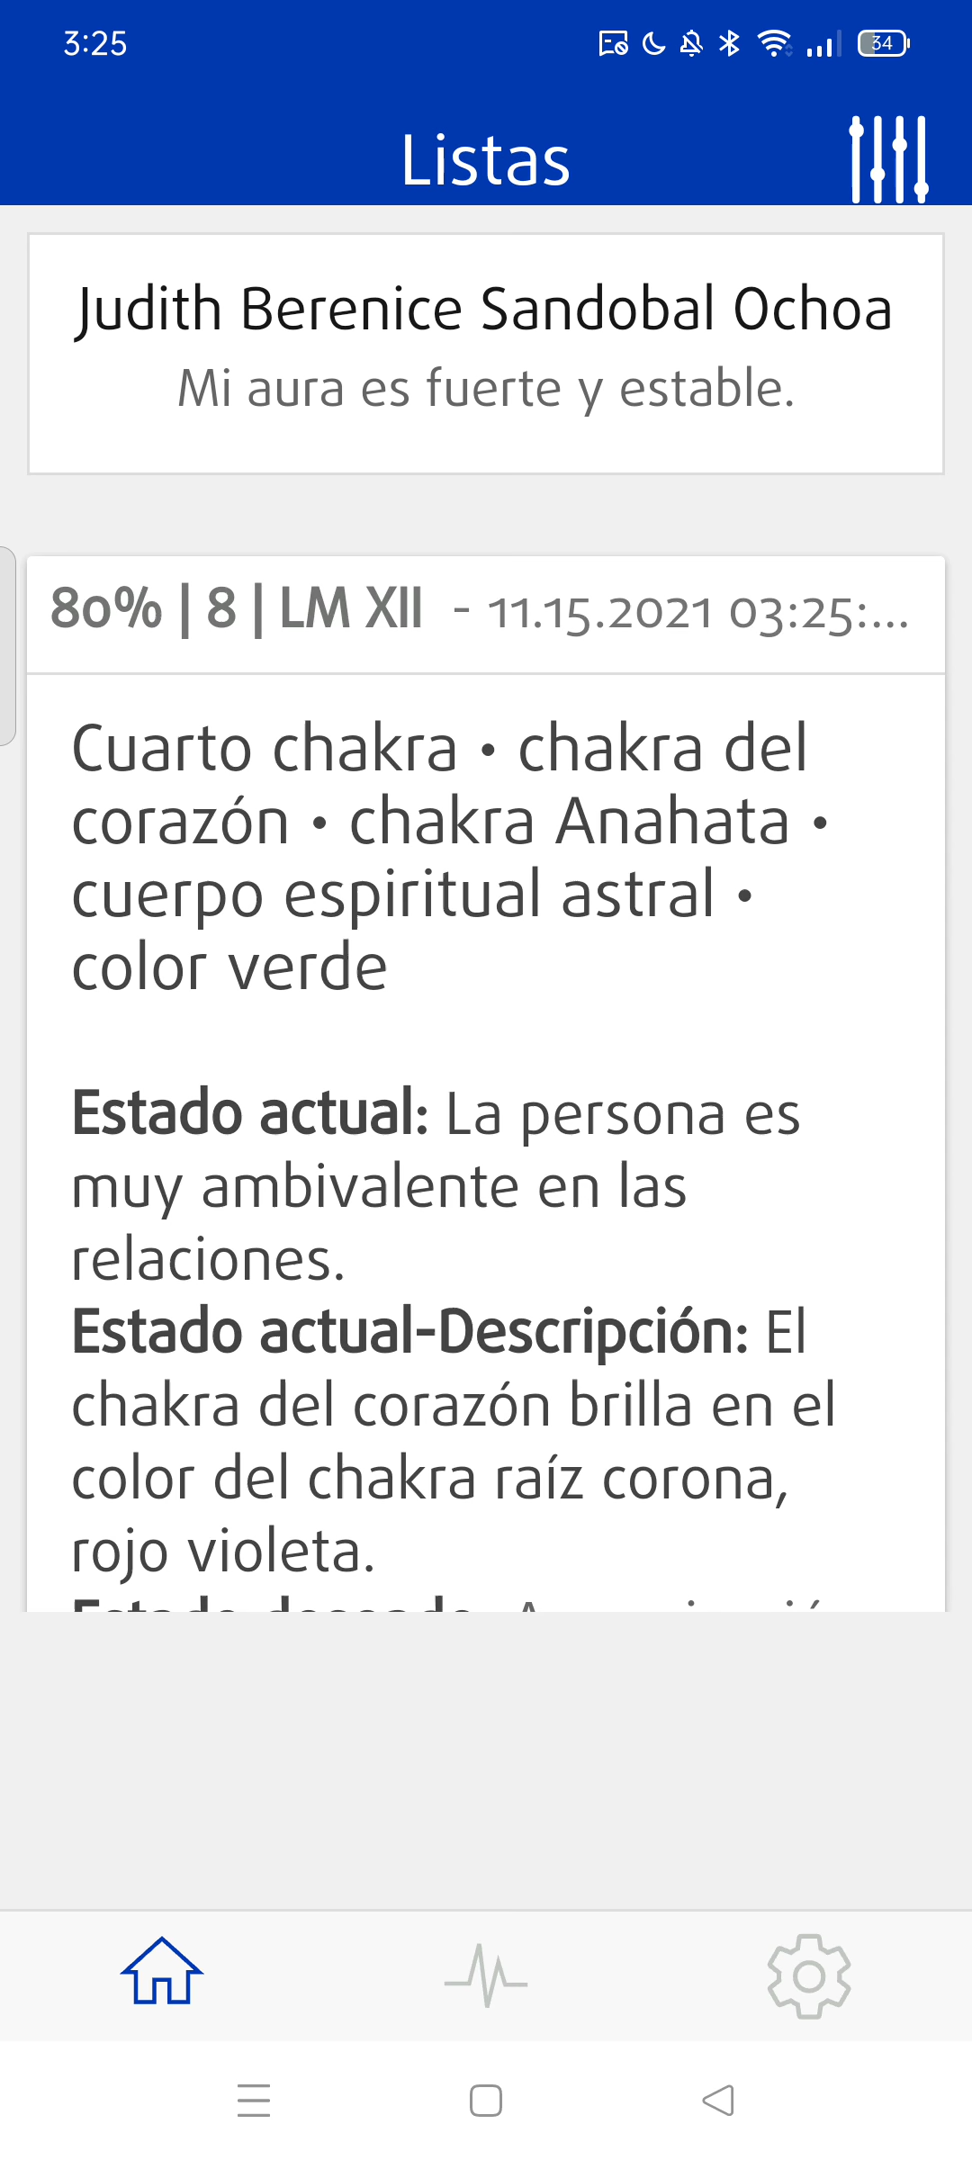 3:25
34
Listas
Judith Berenice Sandobal Ochoa
Mi aura es fuerte y estable.
80% | 8 | LM XII - 11.15.2021 03:25:...
Cuarto chakra • chakra del
corazón • chakra Anahata •
cuerpo espiritual astral •
color verde
Estado actual: La persona es
muy ambivalente en las
relaciones.
Estado actual-Descripción: El
chakra del corazón brilla en el
color del chakra raíz corona,
rojo violeta.